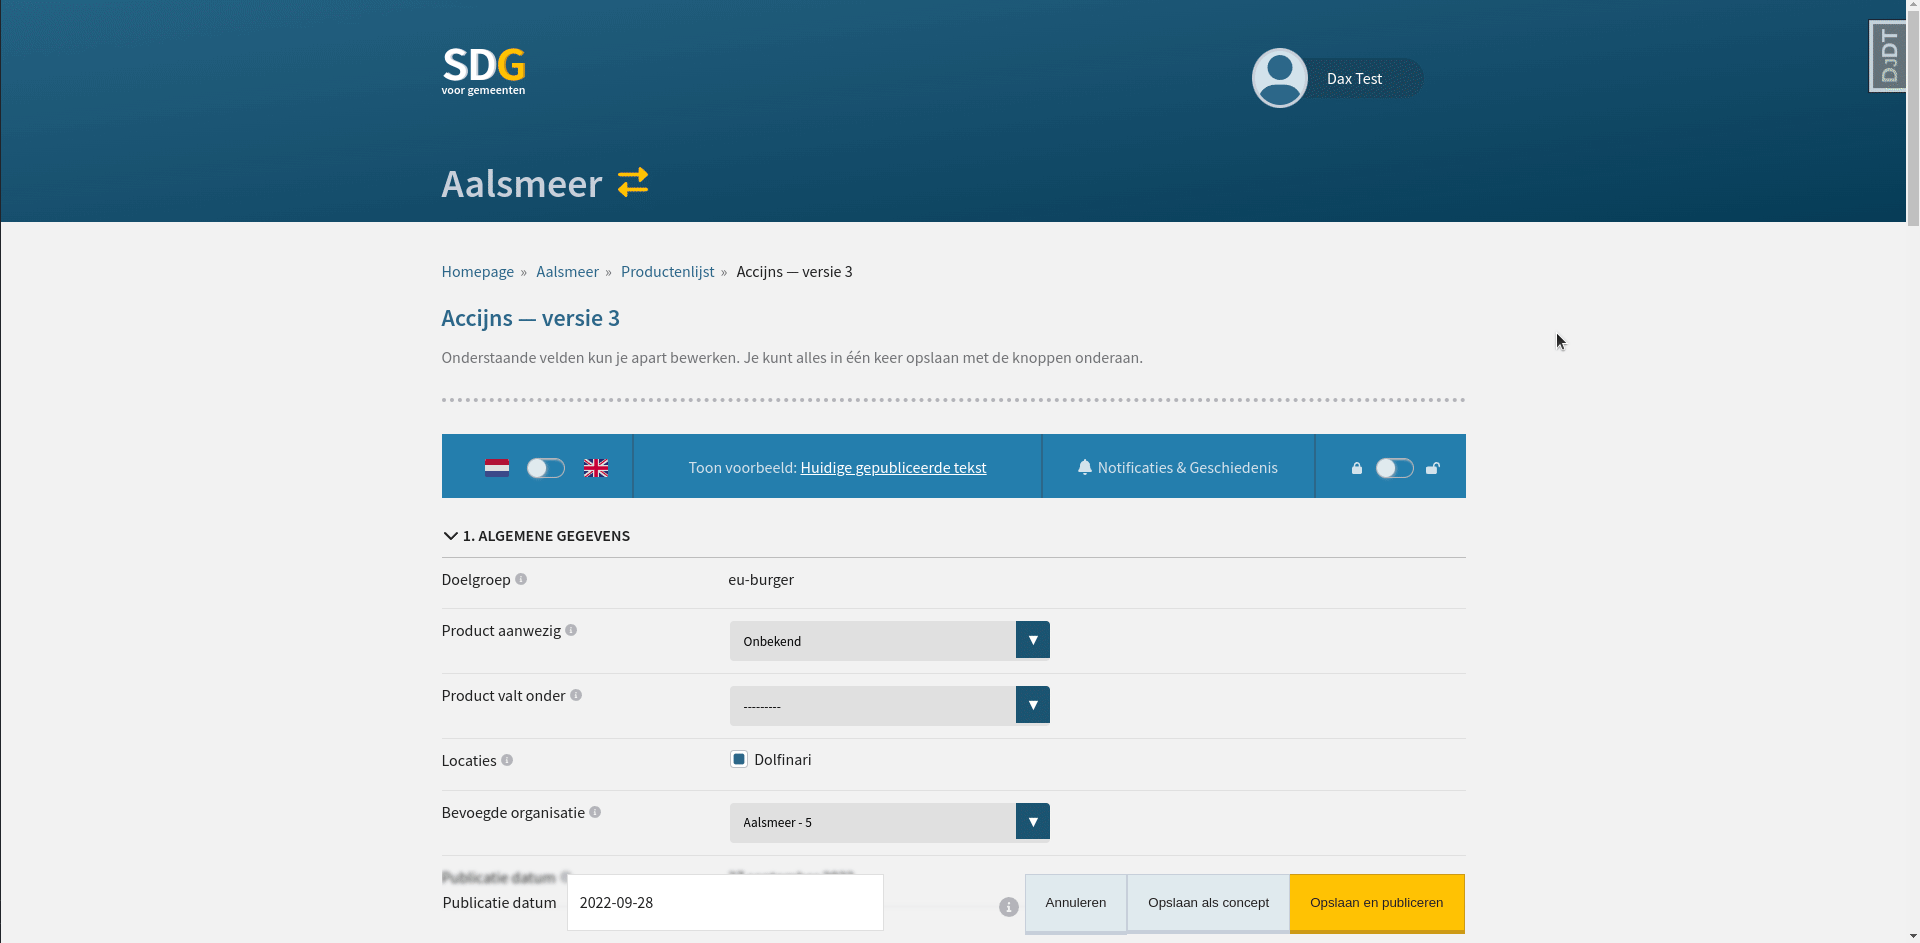 SDG
voor gemeenten
Dax Test
DJDT
Aalsmeer
Homepage » Aalsmeer » Productenlijst » Accijns — versie 3
Accijns — versie 3
Onderstaande velden kun je apart bewerken. Je kunt alles in één keer opslaan met de knoppen onderaan.
Toon voorbeeld: Huidige gepubliceerde tekst
Notificaties & Geschiedenis
1. ALGEMENE GEGEVENS
Doelgroep eu-burger
Product aanwezig Onbekend
Product valt onder ---------
Locaties Dolfinari
Bevoegde organisatie Aalsmeer - 5
Publicatie datum
Publicatie datum 2022-09-28 Annuleren Opslaan als concept Opslaan en publiceren